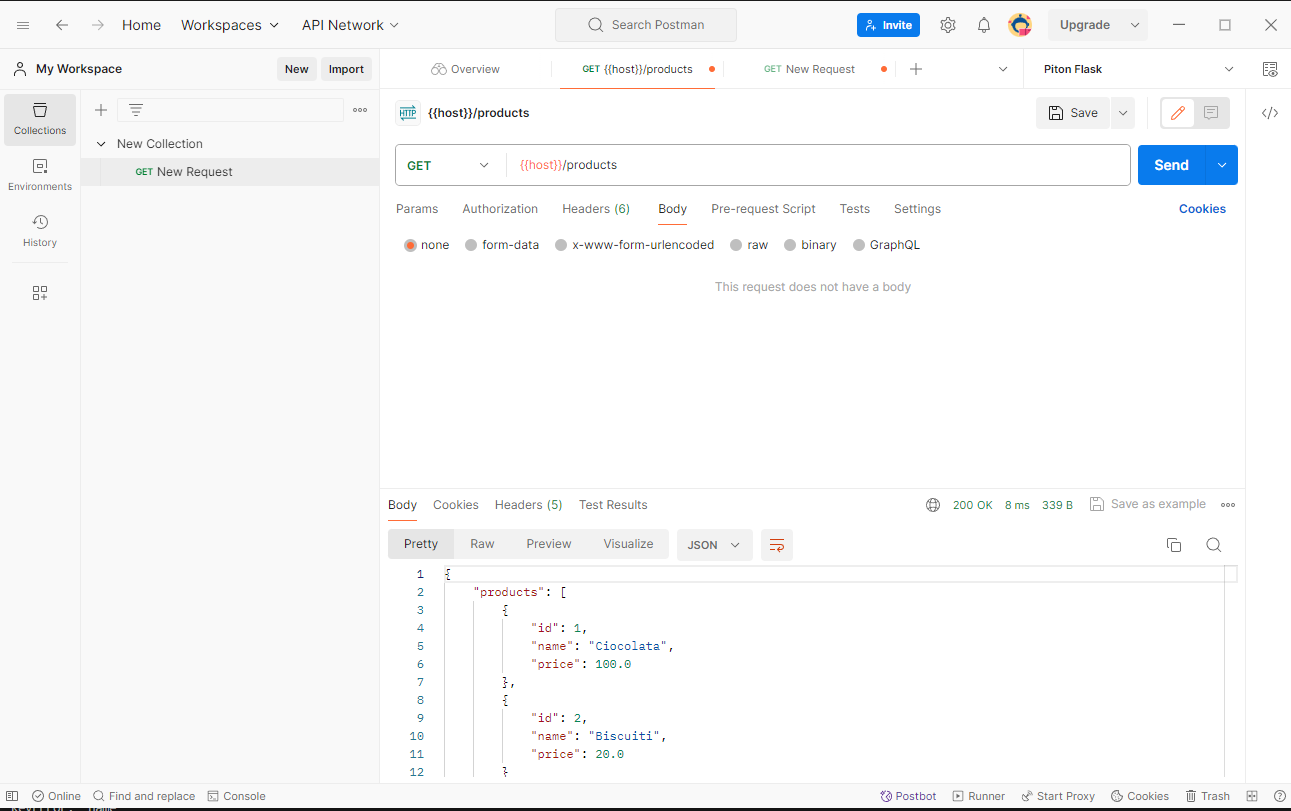 Home Workspaces API Network Search Postman Invite Upgrade
My Workspace New Import Overview GET {{host}}/products GET New Request Piton Flask
Collections
Environments
History
New Collection
GET New Request
HTTP {{host}}/products Save
GET {{host}}/products Send
Params Authorization Headers (6) Body Pre-request Script Tests Settings Cookies
none form-data x-www-form-urlencoded raw binary GraphQL
This request does not have a body
Body Cookies Headers (5) Test Results 200 OK 8 ms 339 B Save as example
Pretty Raw Preview Visualize JSON
1 {
2 "products": [
3 {
4 "id": 1,
5 "name": "Ciocolata",
6 "price": 100.0
7 },
8 {
9 "id": 2,
10 "name": "Biscuiti",
11 "price": 20.0
12 }
Online Find and replace Console Postbot Runner Start Proxy Cookies Trash